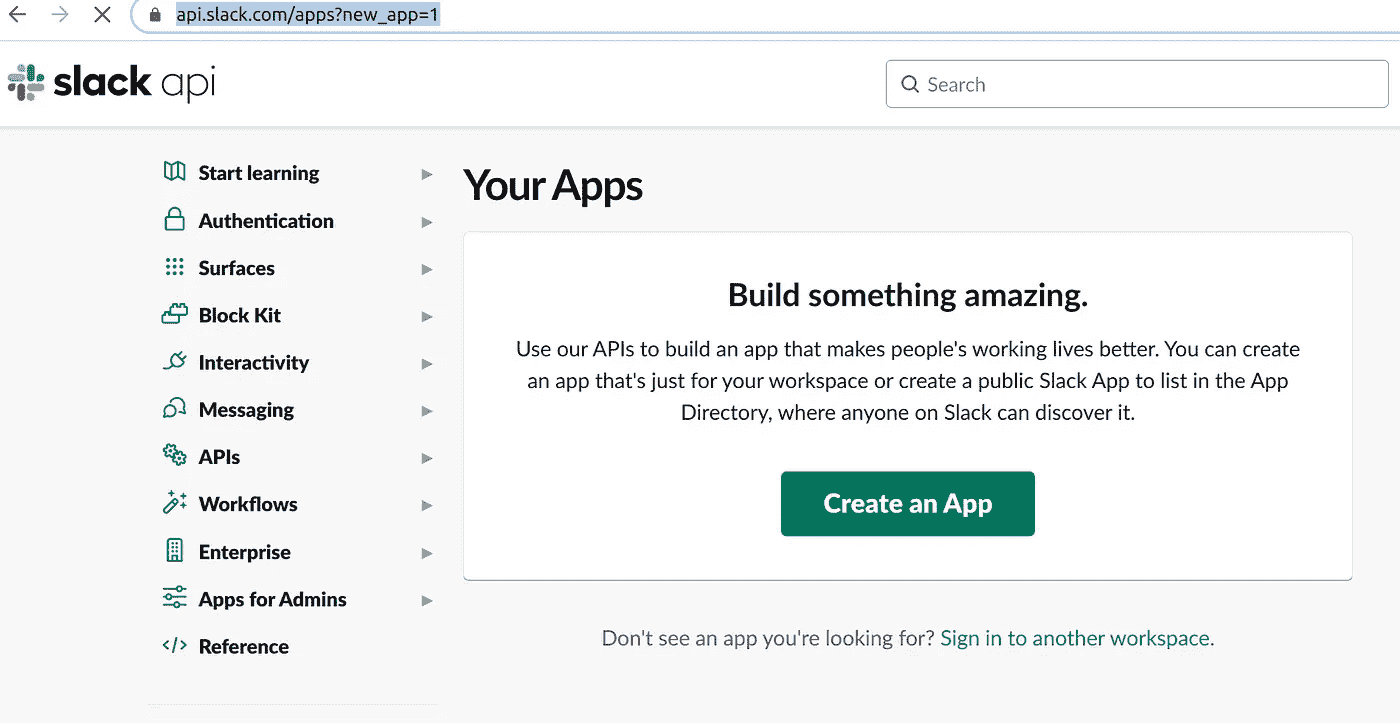 api.slack.com/apps?new_app=1
slack api
Search
Start learning
Authentication
Surfaces
Block Kit
Interactivity
Messaging
APIs
Workflows
Enterprise
Apps for Admins
Reference
Your Apps
Build something amazing.
Use our APIs to build an app that makes people's working lives better. You can create
an app that's just for your workspace or create a public Slack App to list in the App
Directory, where anyone on Slack can discover it.
Create an App
Don't see an app you're looking for? Sign in to another workspace.